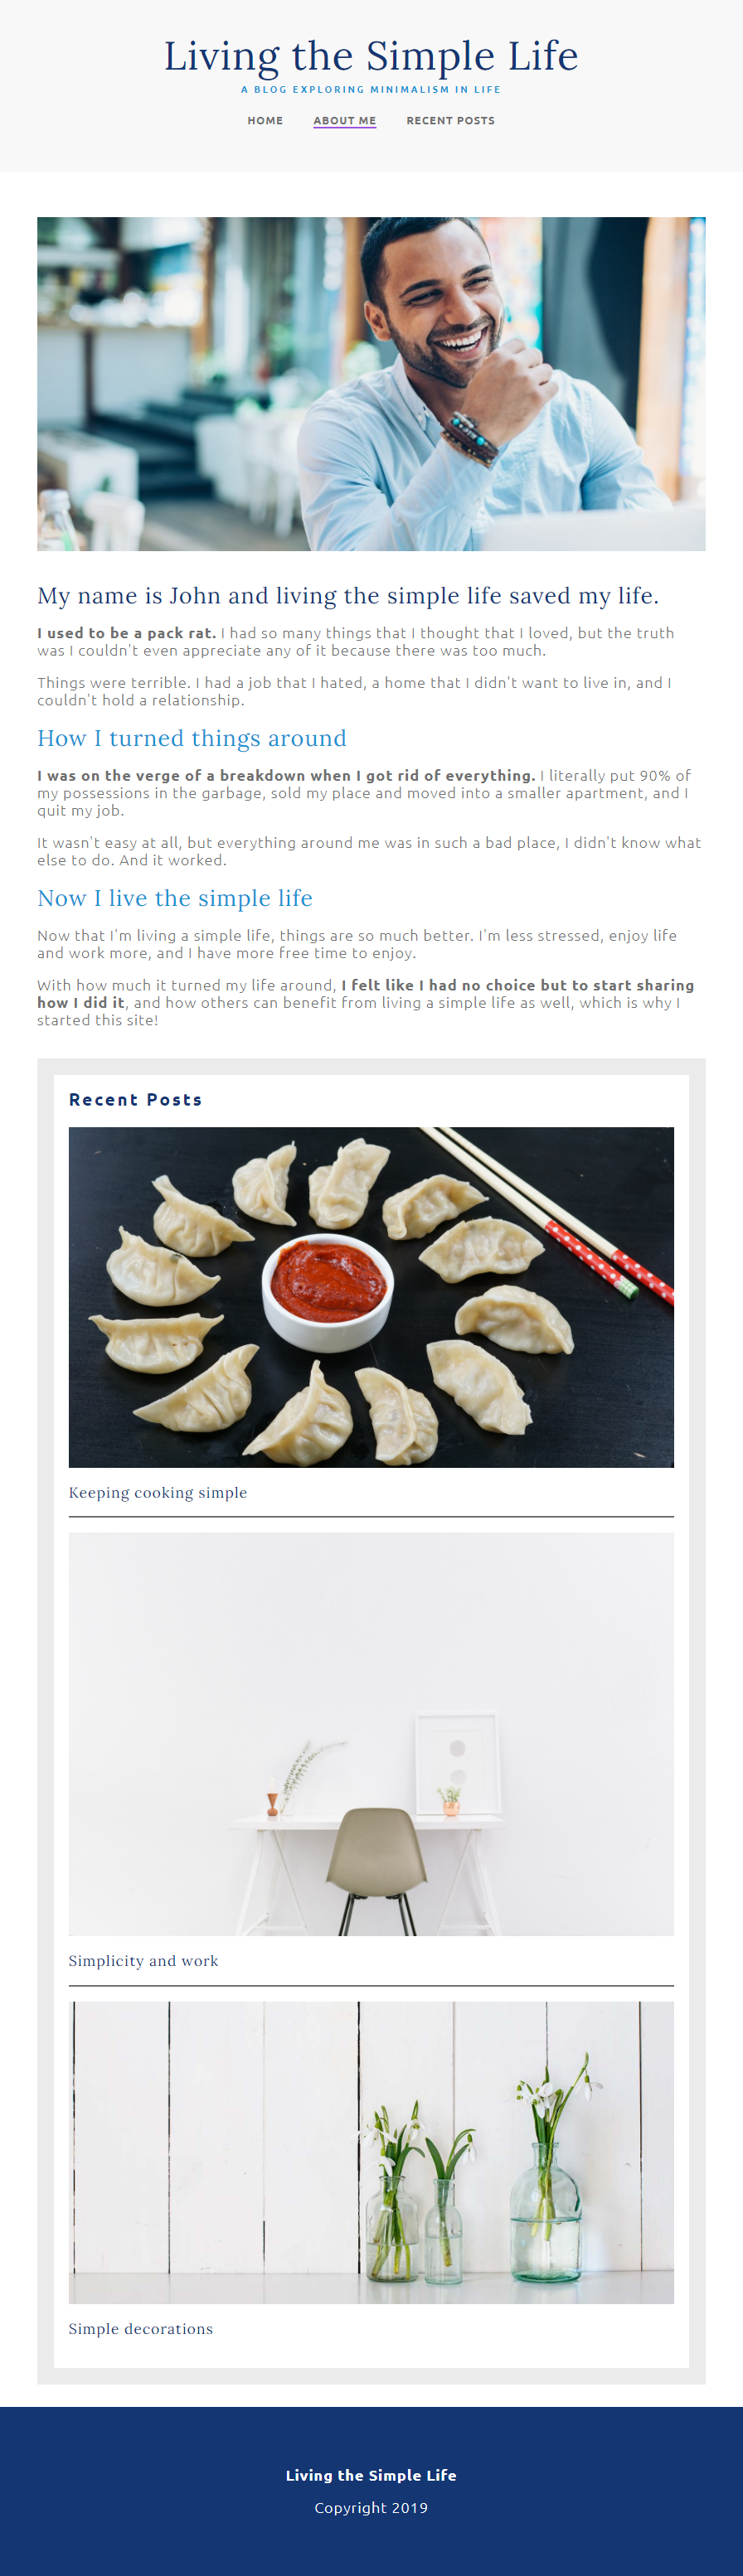 Living the Simple Life
A BLOG EXPLORING MINIMALISM IN LIFE
HOME ABOUT ME RECENT POSTS
My name is John and living the simple life saved my life.
I used to be a pack rat. I had so many things that I thought that I loved, but the truth
was I couldn't even appreciate any of it because there was too much.
Things were terrible. I had a job that I hated, a home that I didn't want to live in, and I
couldn't hold a relationship.
How I turned things around
I was on the verge of a breakdown when I got rid of everything. I literally put 90% of
my possessions in the garbage, sold my place and moved into a smaller apartment, and I
quit my job.
It wasn't easy at all, but everything around me was in such a bad place, I didn't know what
else to do. And it worked.
Now I live the simple life
Now that I'm living a simple life, things are so much better. I'm less stressed, enjoy life
and work more, and I have more free time to enjoy.
With how much it turned my life around, I felt like I had no choice but to start sharing
how I did it, and how others can benefit from living a simple life as well, which is why I
started this site!
Recent Posts
Keeping cooking simple
Simplicity and work
Simple decorations
Living the Simple Life
Copyright 2019